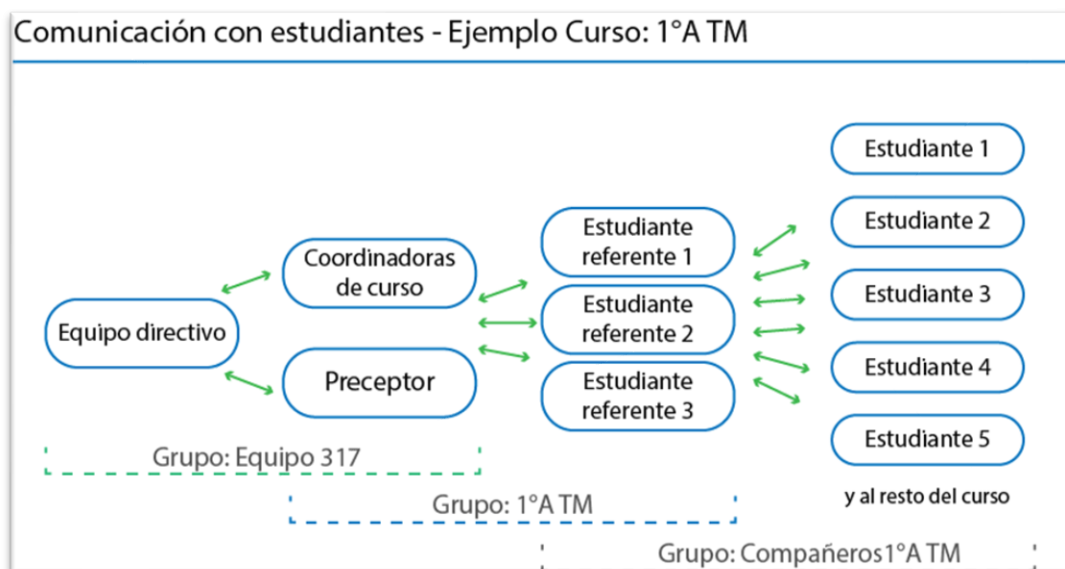 Comunicación con estudiantes - Ejemplo Curso: 1°A TM
Equipo directivo
Coordinadoras
de curso
Preceptor
Estudiante
referente 1
Estudiante
referente 2
Estudiante
referente 3
Estudiante 1
Estudiante 2
Estudiante 3
Estudiante 4
Estudiante 5
y al resto del curso
Grupo: Equipo 317
Grupo: 1°A TM
Grupo: Compañeros1°A TM